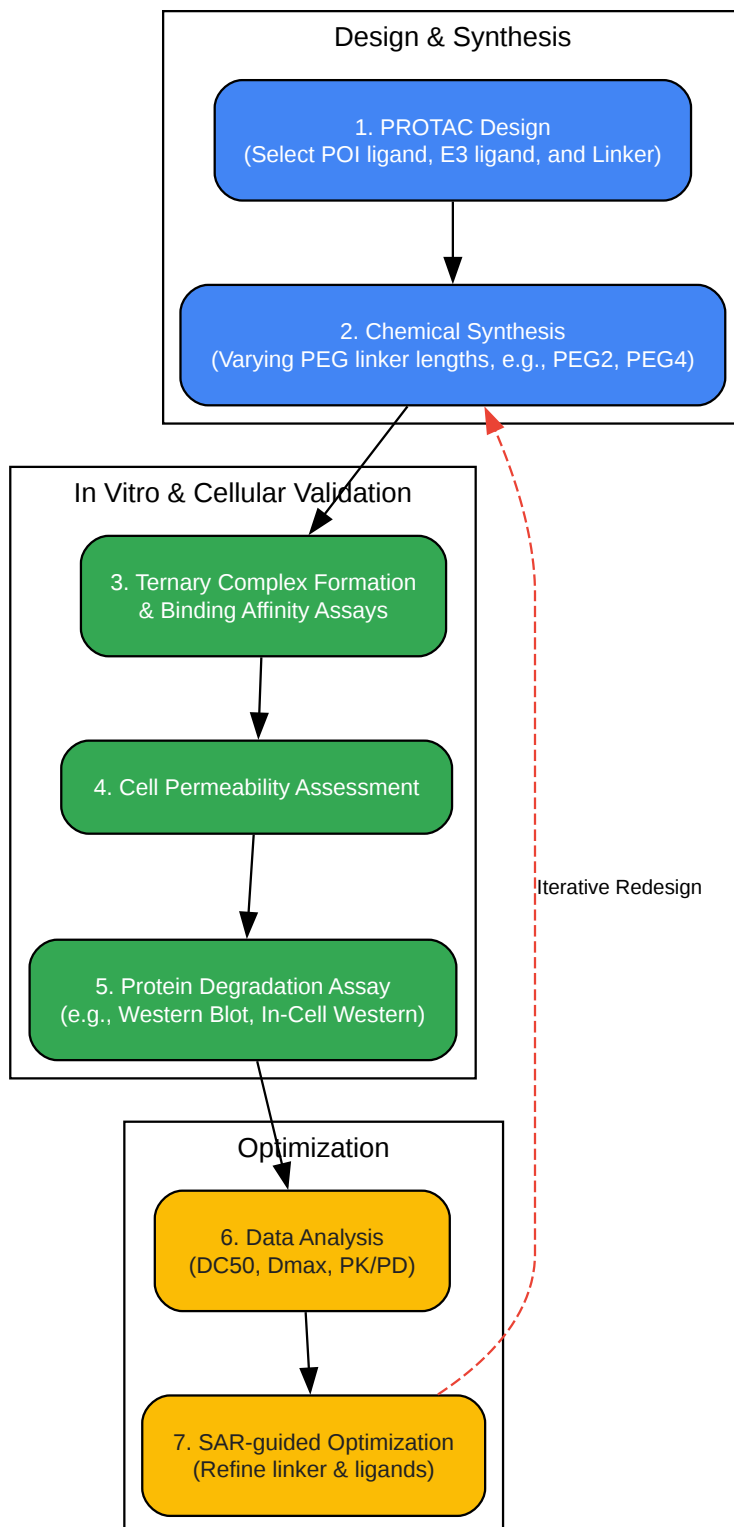 Design & Synthesis
1. PROTAC Design
(Select POI ligand, E3 ligand, and Linker)
2. Chemical Synthesis
(Varying PEG linker lengths, e.g., PEG2, PEG4)
In Vitro & Cellular Validation
3. Ternary Complex Formation
& Binding Affinity Assays
4. Cell Permeability Assessment
Iterative Redesign
5. Protein Degradation Assay
(e.g., Western Blot, In-Cell Western)
Optimization
6. Data Analysis
(DC50, Dmax, PK/PD)
7. SAR-guided Optimization
(Refine linker & ligands)